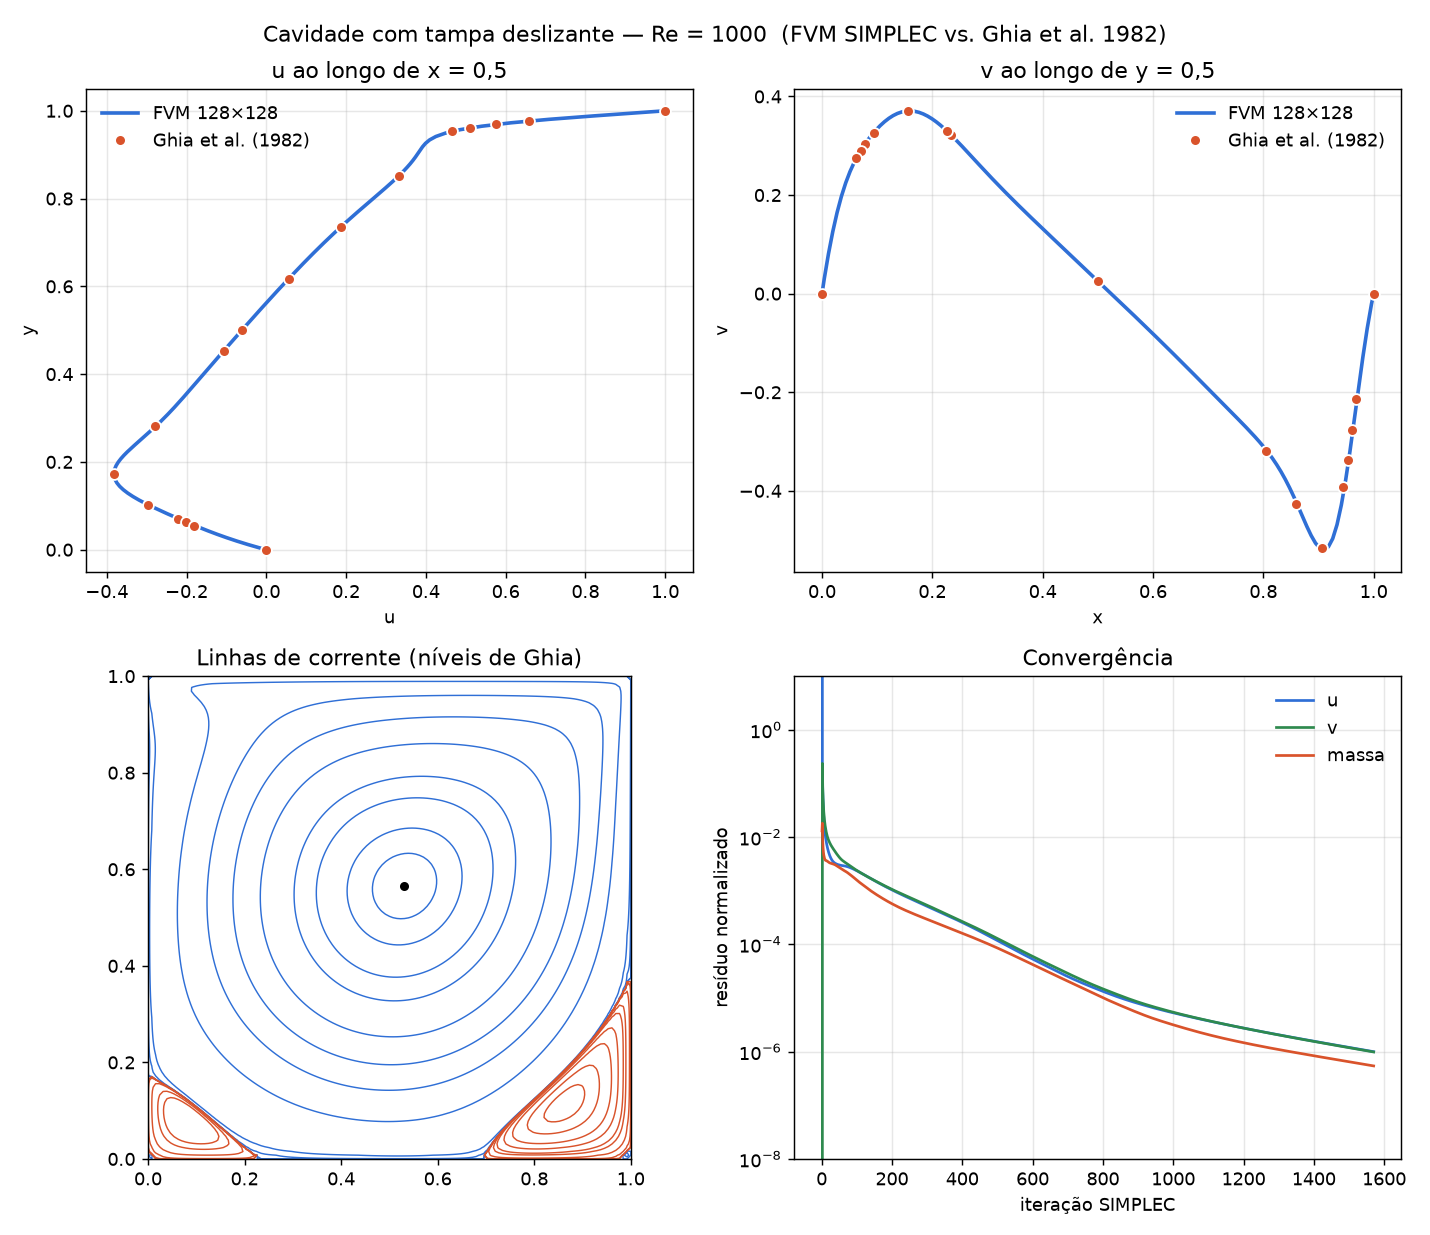 Cavidade com tampa deslizante — Re = 1000  (FVM SIMPLEC vs. Ghia et al. 1982)
u ao longo de x = 0,5
FVM 128×128
Ghia et al. (1982)
1.0
0.8
0.6
0.4
0.2
0.0
y
−0.4
−0.2
0.0
0.2
0.4
0.6
0.8
1.0
u
v ao longo de y = 0,5
FVM 128×128
Ghia et al. (1982)
0.4
0.2
0.0
−0.2
−0.4
v
0.0
0.2
0.4
0.6
0.8
1.0
x
Linhas de corrente (níveis de Ghia)
1.0
0.8
0.6
0.4
0.2
0.0
0.0
0.2
0.4
0.6
0.8
1.0
Convergência
u
v
massa
10⁰
10⁻²
10⁻⁴
10⁻⁶
10⁻⁸
resíduo normalizado
0
200
400
600
800
1000
1200
1400
1600
iteração SIMPLEC